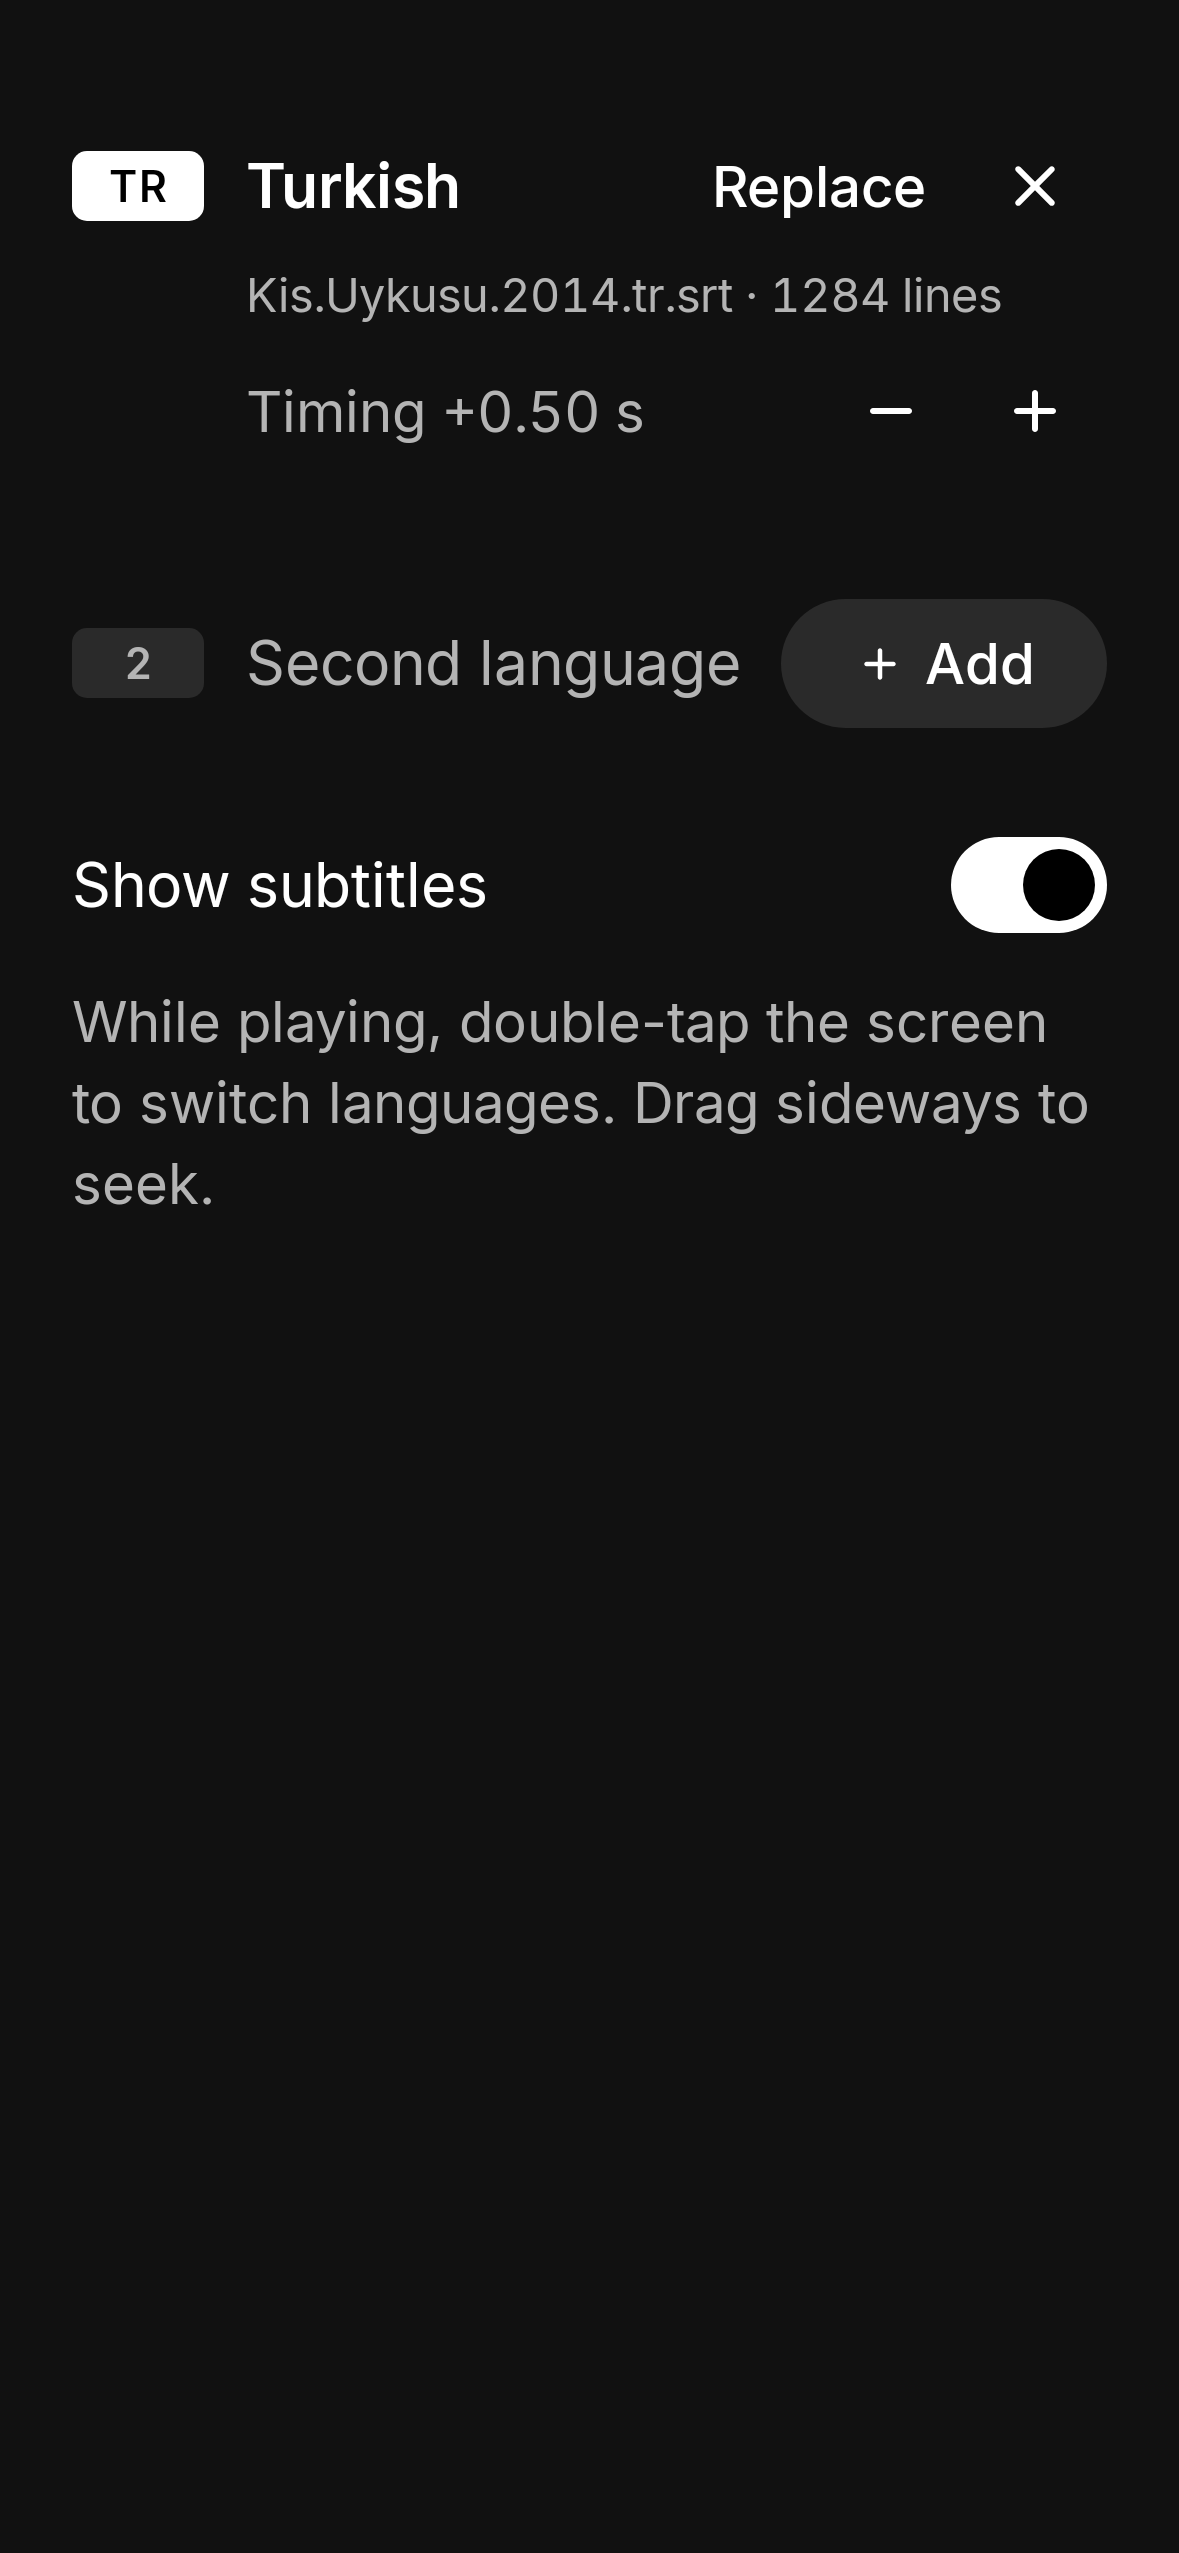 TR Turkish Replace
Kis.Uykusu.2014.tr.srt · 1284 lines
Timing +0.50 s
2 Second language + Add
Show subtitles
While playing, double-tap the screen
to switch languages. Drag sideways to
seek.